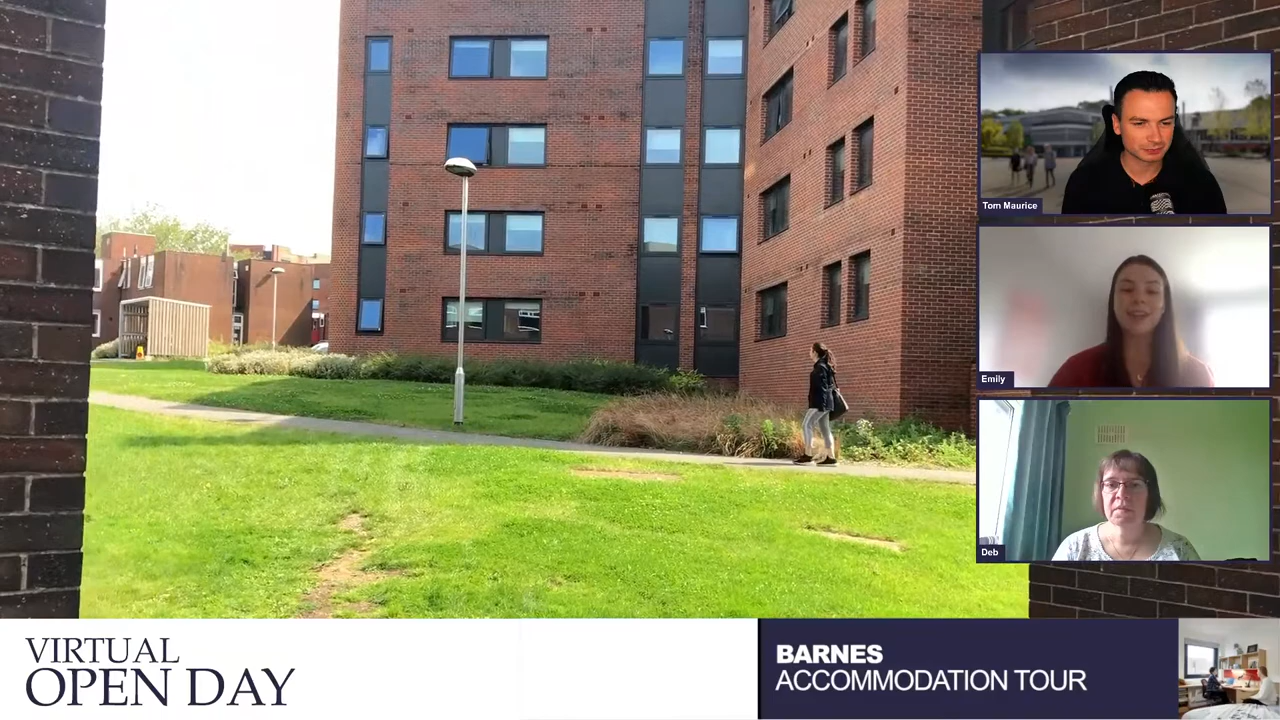 Tom Maurice
Emily
Deb
VIRTUAL
OPEN DAY
BARNES
ACCOMMODATION TOUR